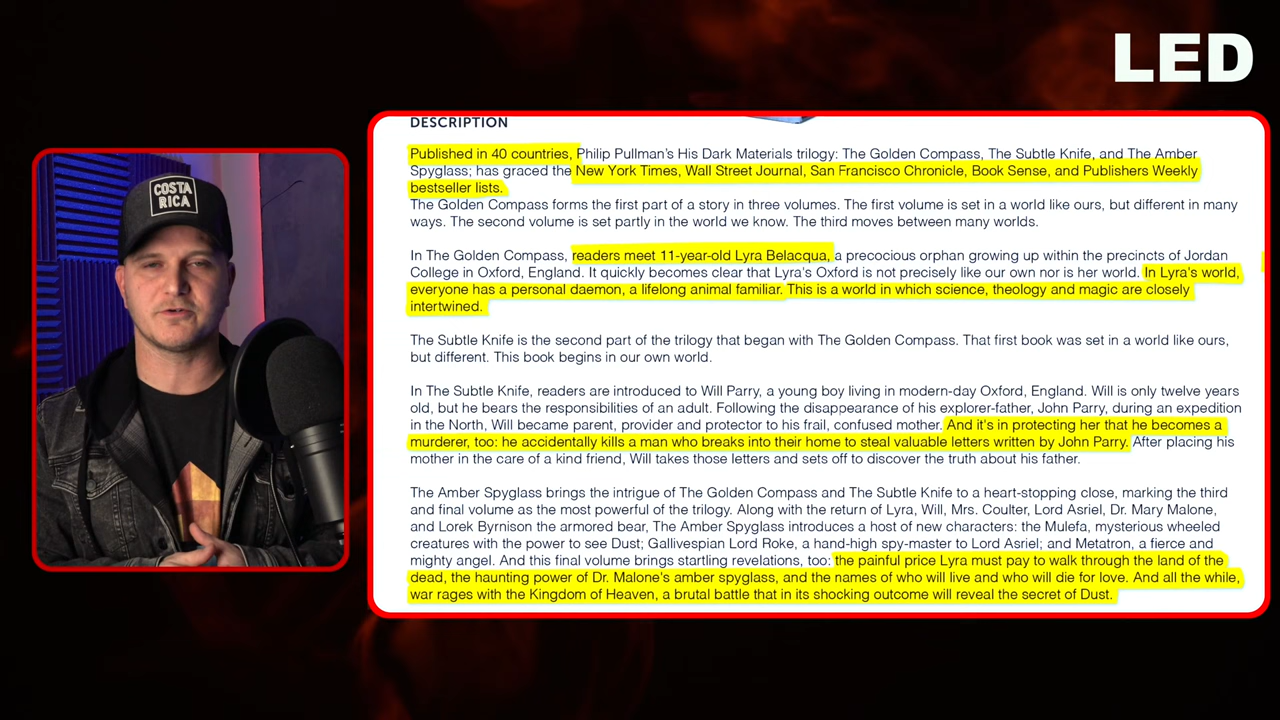 LED
COSTA
RICA
DESCRIPTION
Published in 40 countries, Philip Pullman's His Dark Materials trilogy: The Golden Compass, The Subtle Knife, and The Amber
Spyglass; has graced the New York Times, Wall Street Journal, San Francisco Chronicle, Book Sense, and Publishers Weekly
bestseller lists.
The Golden Compass forms the first part of a story in three volumes. The first volume is set in a world like ours, but different in many
ways. The second volume is set partly in the world we know. The third moves between many worlds.
In The Golden Compass, readers meet 11-year-old Lyra Belacqua, a precocious orphan growing up within the precincts of Jordan
College in Oxford, England. It quickly becomes clear that Lyra's Oxford is not precisely like our own nor is her world. In Lyra's world,
everyone has a personal daemon, a lifelong animal familiar. This is a world in which science, theology and magic are closely
intertwined.
The Subtle Knife is the second part of the trilogy that began with The Golden Compass. That first book was set in a world like ours,
but different. This book begins in our own world.
In The Subtle Knife, readers are introduced to Will Parry, a young boy living in modern-day Oxford, England. Will is only twelve years
old, but he bears the responsibilities of an adult. Following the disappearance of his explorer-father, John Parry, during an expedition
in the North, Will became parent, provider and protector to his frail, confused mother. And it's in protecting her that he becomes a
murderer, too: he accidentally kills a man who breaks into their home to steal valuable letters written by John Parry. After placing his
mother in the care of a kind friend, Will takes those letters and sets off to discover the truth about his father.
The Amber Spyglass brings the intrigue of The Golden Compass and The Subtle Knife to a heart-stopping close, marking the third
and final volume as the most powerful of the trilogy. Along with the return of Lyra, Will, Mrs. Coulter, Lord Asriel, Dr. Mary Malone,
and Lorek Byrnison the armored bear, The Amber Spyglass introduces a host of new characters: the Mulefa, mysterious wheeled
creatures with the power to see Dust; Gallivespian Lord Roke, a hand-high spy-master to Lord Asriel; and Metatron, a fierce and
mighty angel. And this final volume brings startling revelations, too: the painful price Lyra must pay to walk through the land of the
dead, the haunting power of Dr. Malone's amber spyglass, and the names of who will live and who will die for love. And all the while,
war rages with the Kingdom of Heaven, a brutal battle that in its shocking outcome will reveal the secret of Dust.